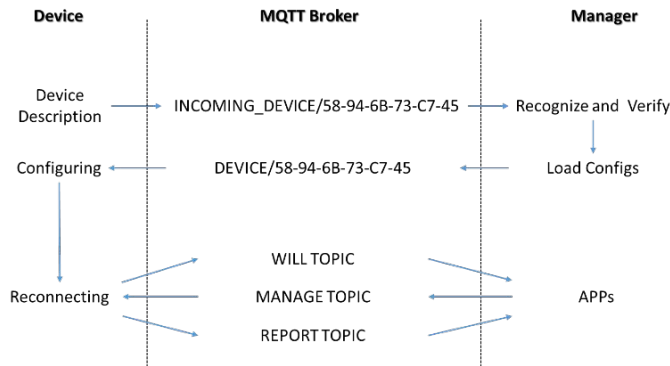 Device MQTT Broker Manager
Device
Description
INCOMING_DEVICE/58-94-6B-73-C7-45
Recognize and Verify
Configuring
DEVICE/58-94-6B-73-C7-45
Load Configs
WILL TOPIC
Reconnecting
MANAGE TOPIC
APPs
REPORT TOPIC